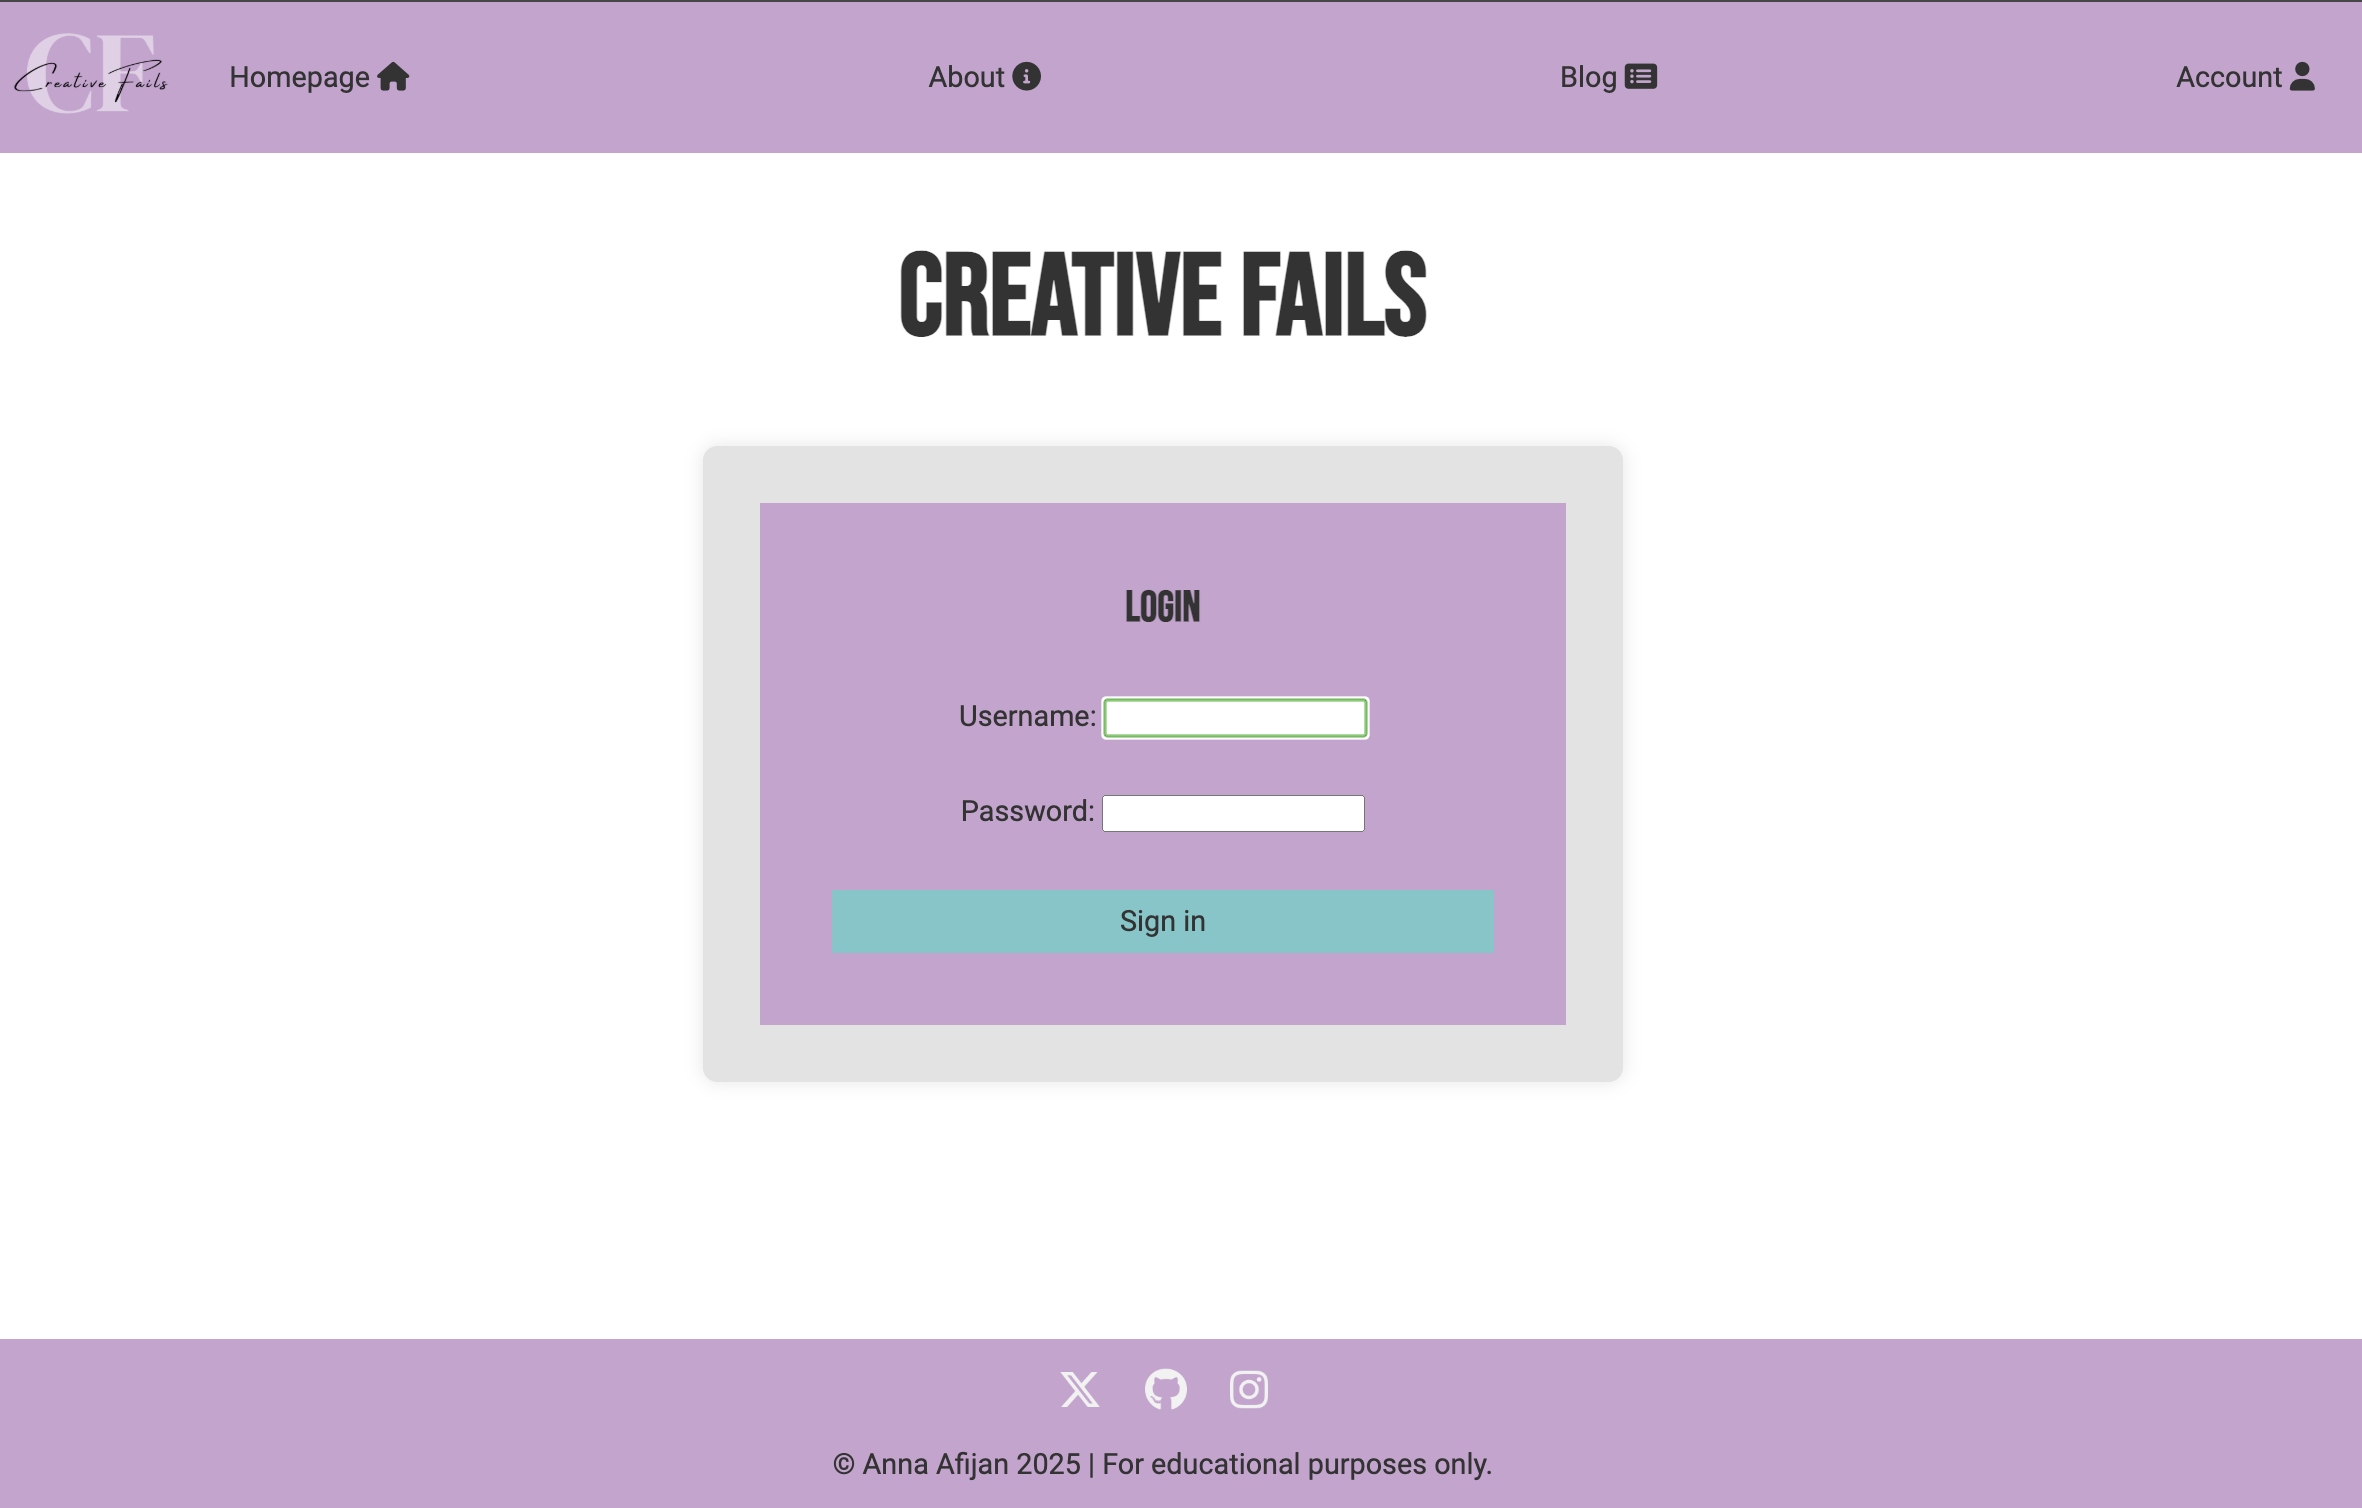 CF
Creative Fails
Homepage
About
Blog
Account
CREATIVE FAILS
LOGIN
Username:
Password:
Sign in
© Anna Afijan 2025 | For educational purposes only.